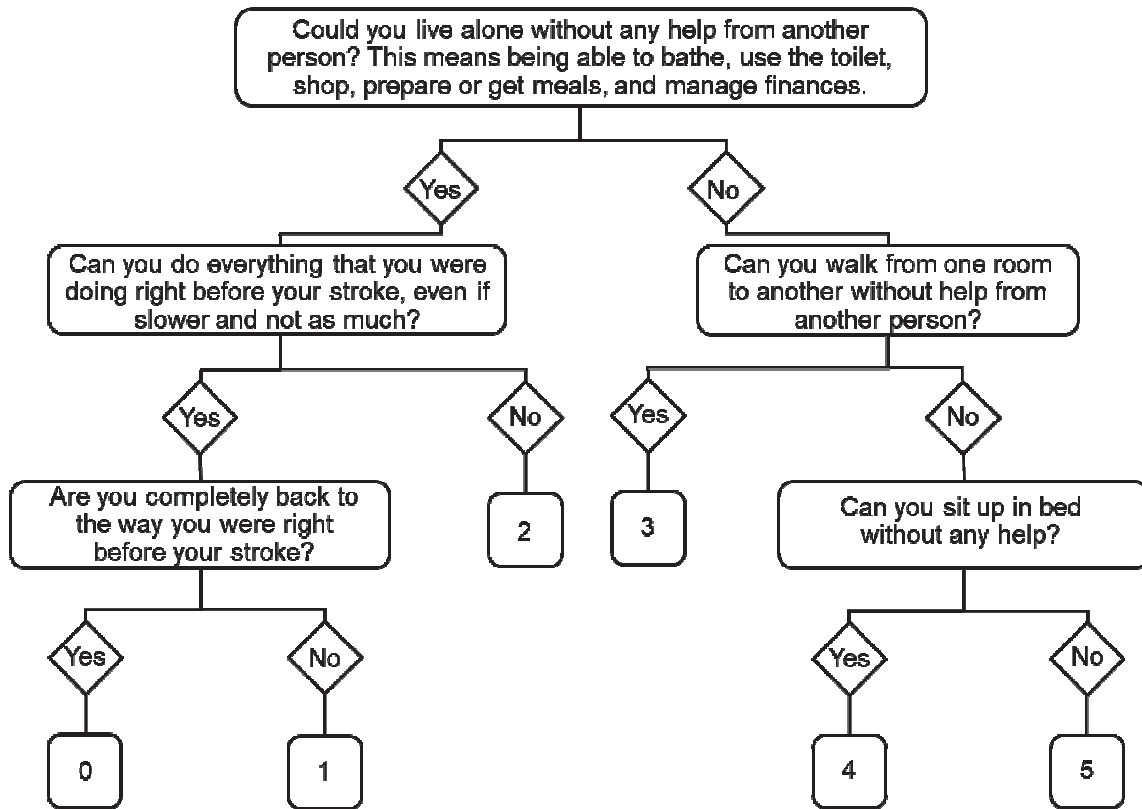 Could you live alone without any help from another
person? This means being able to bathe, use the toilet,
shop, prepare or get meals, and manage finances.
Yes
No
Can you do everything that you were
doing right before your stroke, even if
slower and not as much?
Can you walk from one room
to another without help from
another person?
Yes
No
Yes
No
Are you completely back to
the way you were right
before your stroke?
2
3
Can you sit up in bed
without any help?
Yes
No
Yes
No
0
1
4
5